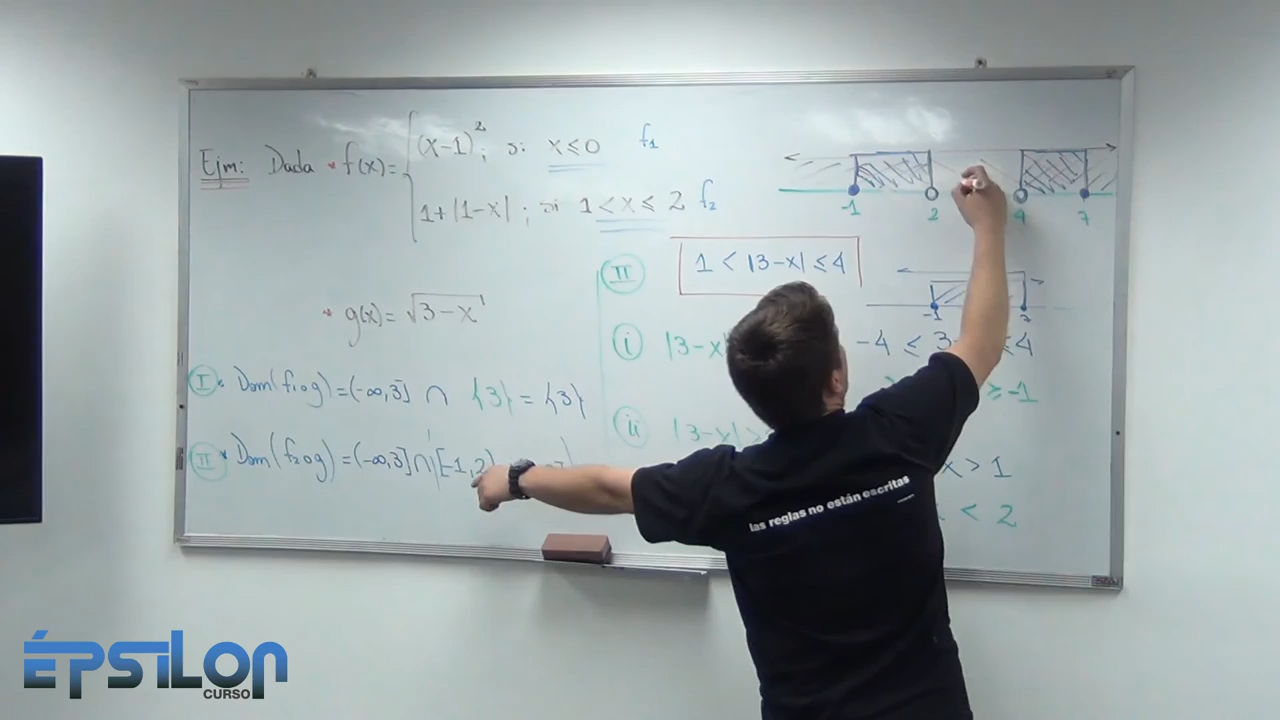 Ejm: Dada * f(x) = { (x-1)²; si x ≤ 0 f₁
1+|1-x|; si 1 < x ≤ 2 f₂
* g(x) = √3-x
I * Dom(f₁og) = (-∞,3] ∩ {3} = {3}
II * Dom(f₂og) = (-∞,3] ∩ ([-1,2)
-1 2 4 7
II 1 < |3-x| ≤ 4
-1 7
i |3-x| -4 ≤ 3 ≤ 4
≥ -1
ii |3-x| >
x > 1
< 2
las reglas no están escritas
ÉPSILON
CURSO